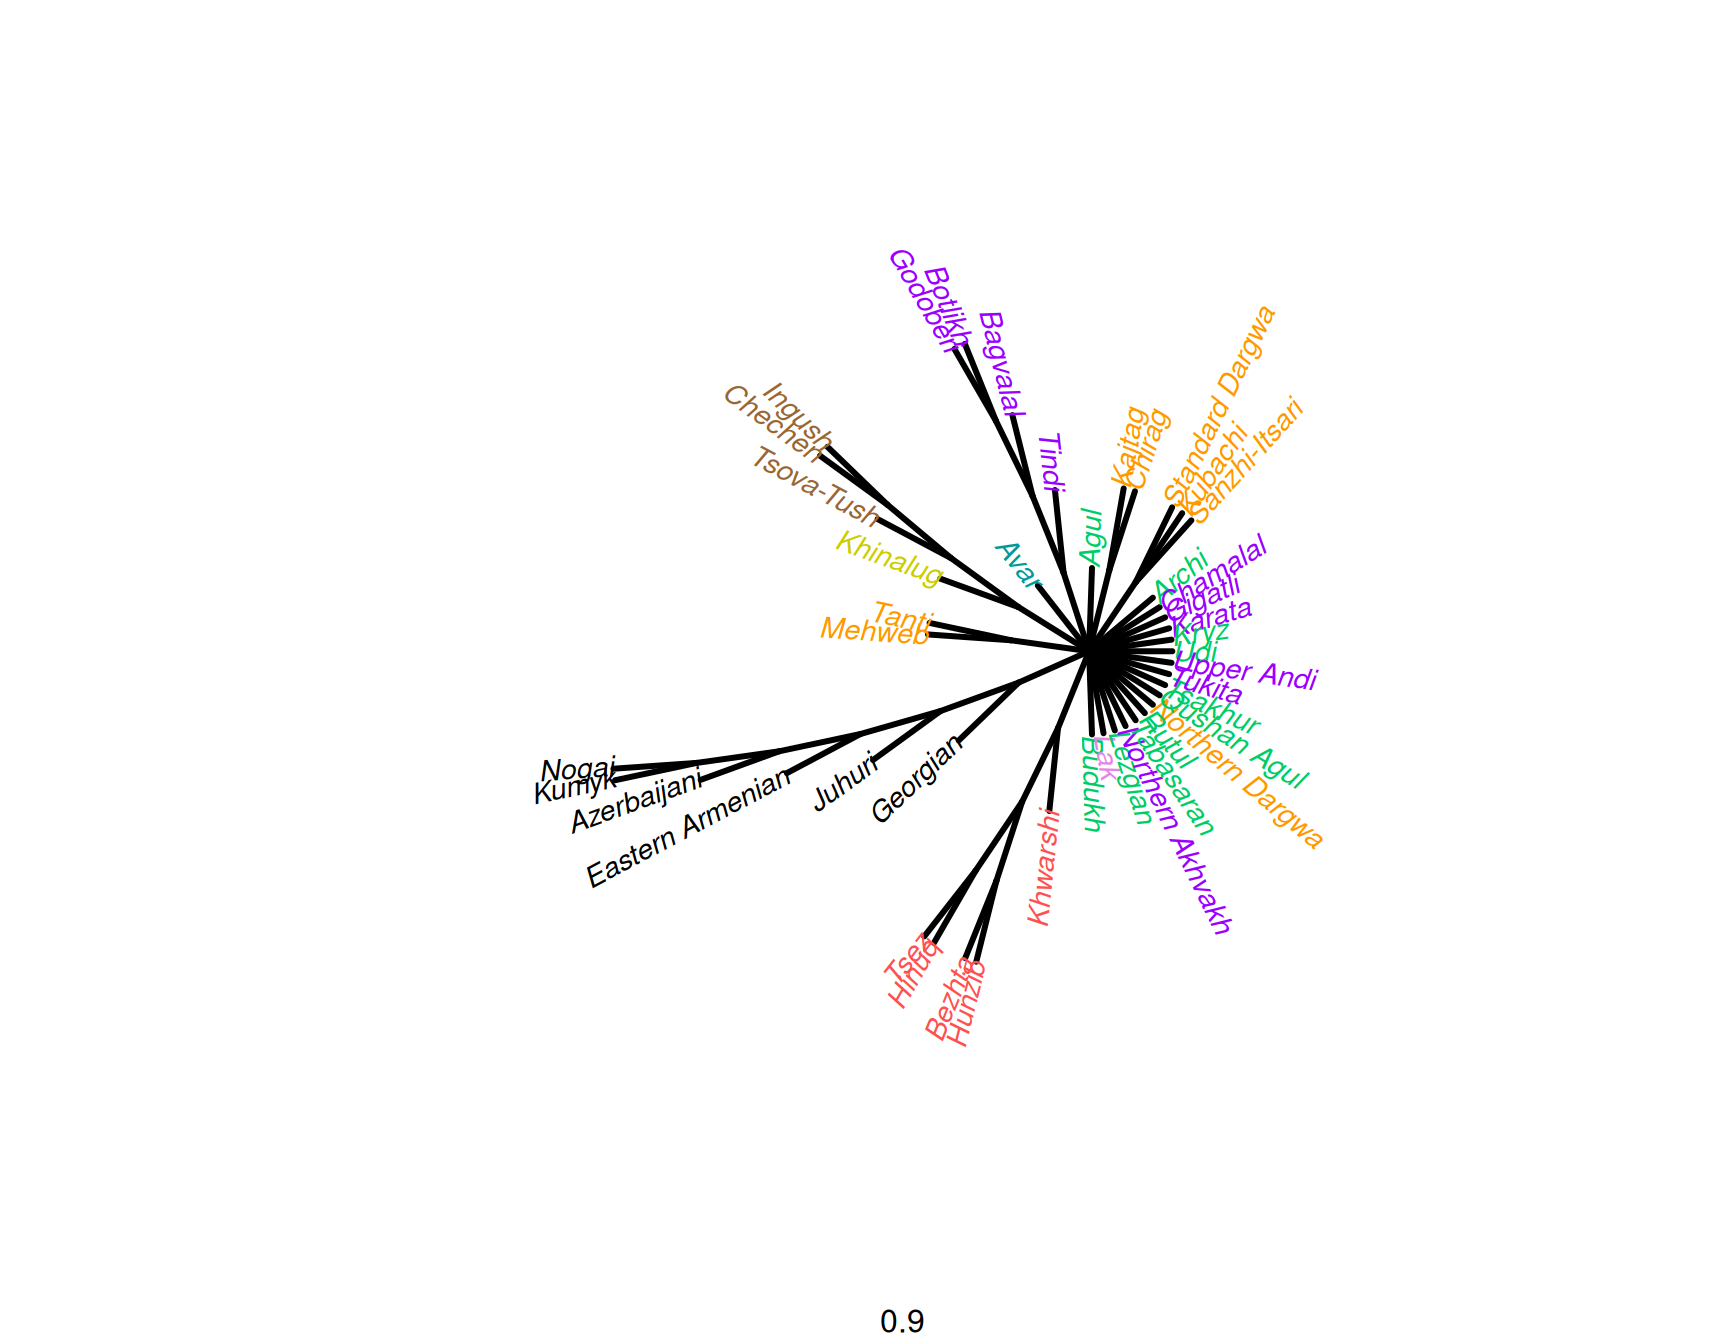 Godoberi
Botlikh
Bagvalal
Tindi
Ingush
Chechen
Tsova-Tush
Khinalug
Avar
Agul
Kaitag
Chirag
Standard Dargwa
Kubachi
Sanzhi-Itsari
Tanti
Mehweb
Archi
Chamalal
Gigatli
Karata
Kryz
Udi
Upper Andi
Tukita
Tsakhur
Qushan Agul
Northern Dargwa
Rutul
Tabasaran
Northern Akhvakh
Lezgian
Lak
Budukh
Nogai
Kumyk
Azerbaijani
Eastern Armenian
Juhuri
Georgian
Khwarshi
Tsez
Hinuq
Bezhta
Hunzib
0.9